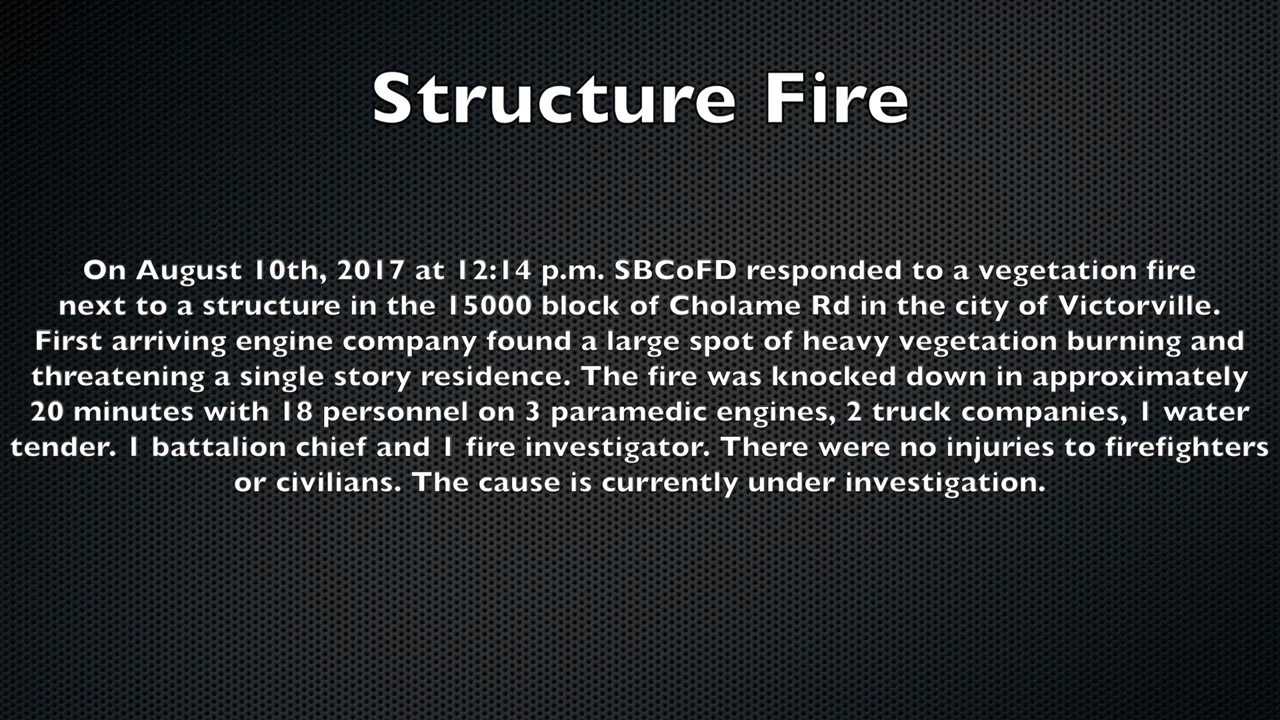 Structure Fire
On August 10th, 2017 at 12:14 p.m. SBCoFD responded to a vegetation fire
next to a structure in the 15000 block of Cholame Rd in the city of Victorville.
First arriving engine company found a large spot of heavy vegetation burning and
threatening a single story residence. The fire was knocked down in approximately
20 minutes with 18 personnel on 3 paramedic engines, 2 truck companies, 1 water
tender. 1 battalion chief and 1 fire investigator. There were no injuries to firefighters
or civilians. The cause is currently under investigation.